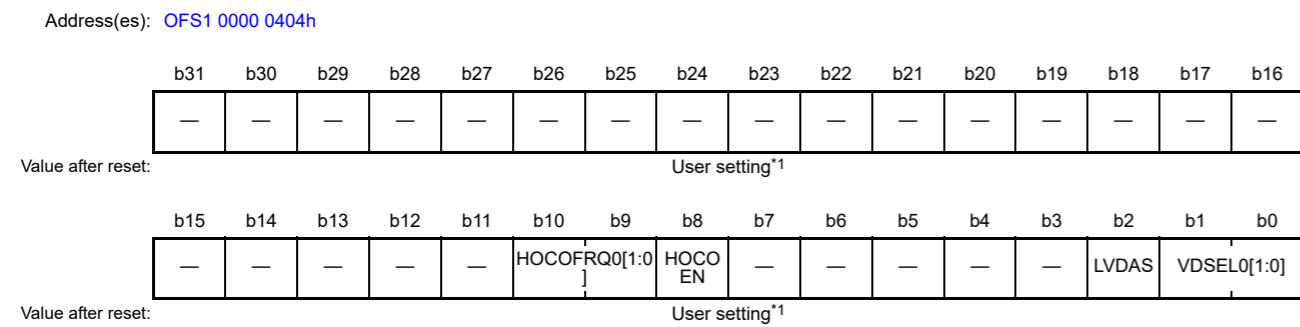 Address(es): OFS1 0000 0404h
b31 b30 b29 b28 b27 b26 b25 b24 b23 b22 b21 b20 b19 b18 b17 b16
— — — — — — — — — — — — — — — —
Value after reset: User setting*1
b15 b14 b13 b12 b11 b10 b9 b8 b7 b6 b5 b4 b3 b2 b1 b0
— — — — — HOCOFRQ0[1:0] HOCOEN — — — — — LVDAS VDSEL0[1:0]
Value after reset: User setting*1